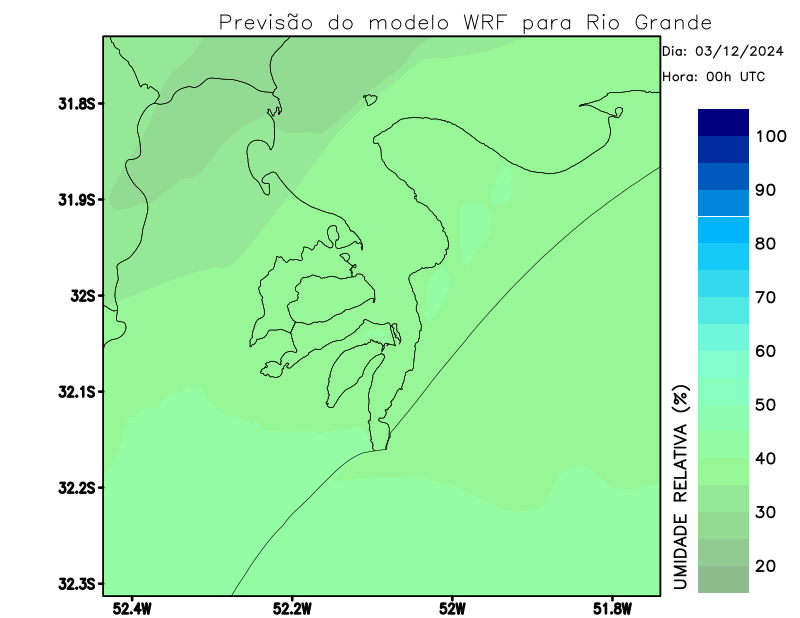 Previsão do modelo WRF para Rio Grande
Dia: 03/12/2024
Hora: 00h UTC
31.8S
31.9S
32S
32.1S
32.2S
32.3S
52.4W
52.2W
52W
51.8W
UMIDADE RELATIVA (%)
100
90
80
70
60
50
40
30
20